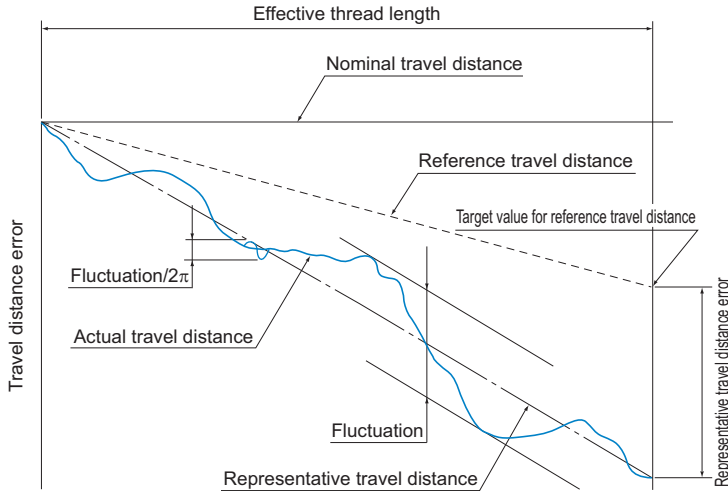 Effective thread length
Nominal travel distance
Reference travel distance
Target value for reference travel distance
Fluctuation/2π
Actual travel distance
Travel distance error
Fluctuation
Representative travel distance
Representative travel distance error